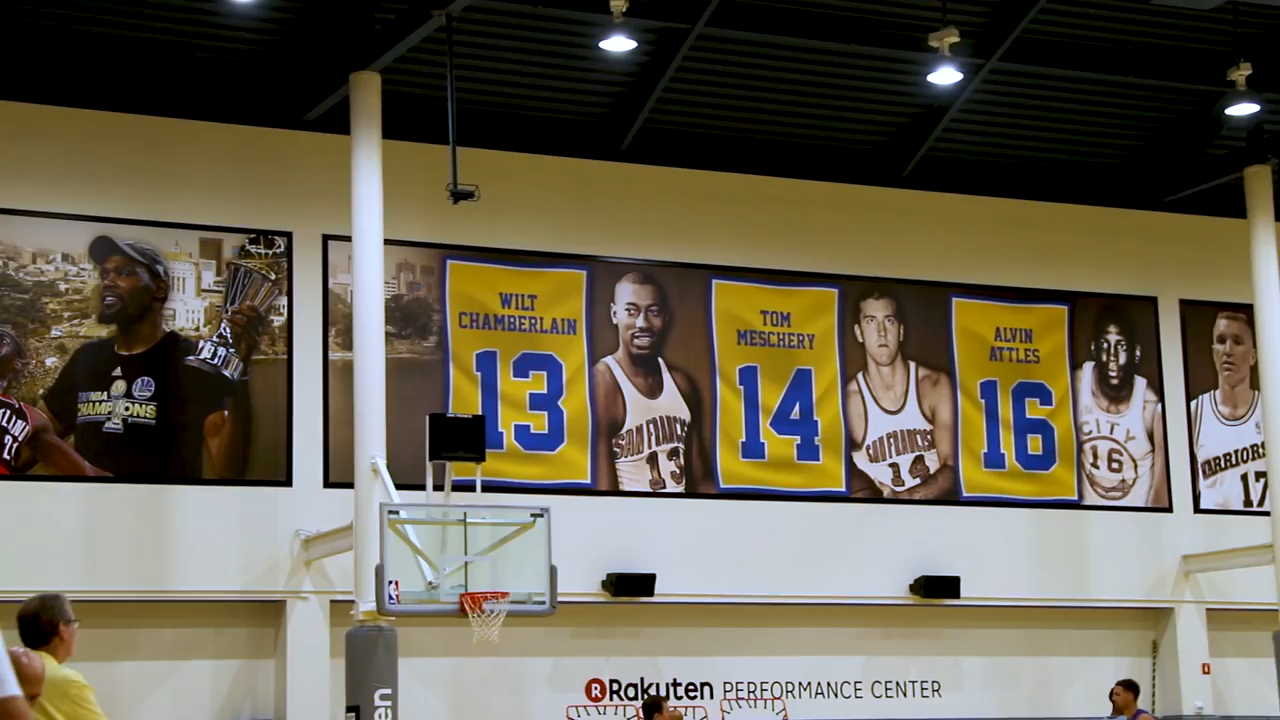 NBA
CHAMPIONS
WILT
CHAMBERLAIN
13
SAN FRANCISCO
13
TOM
MESCHERY
14
SAN FRANCISCO
14
ALVIN
ATTLES
16
CITY
16
WARRIORS
17
Rakuten PERFORMANCE CENTER
en